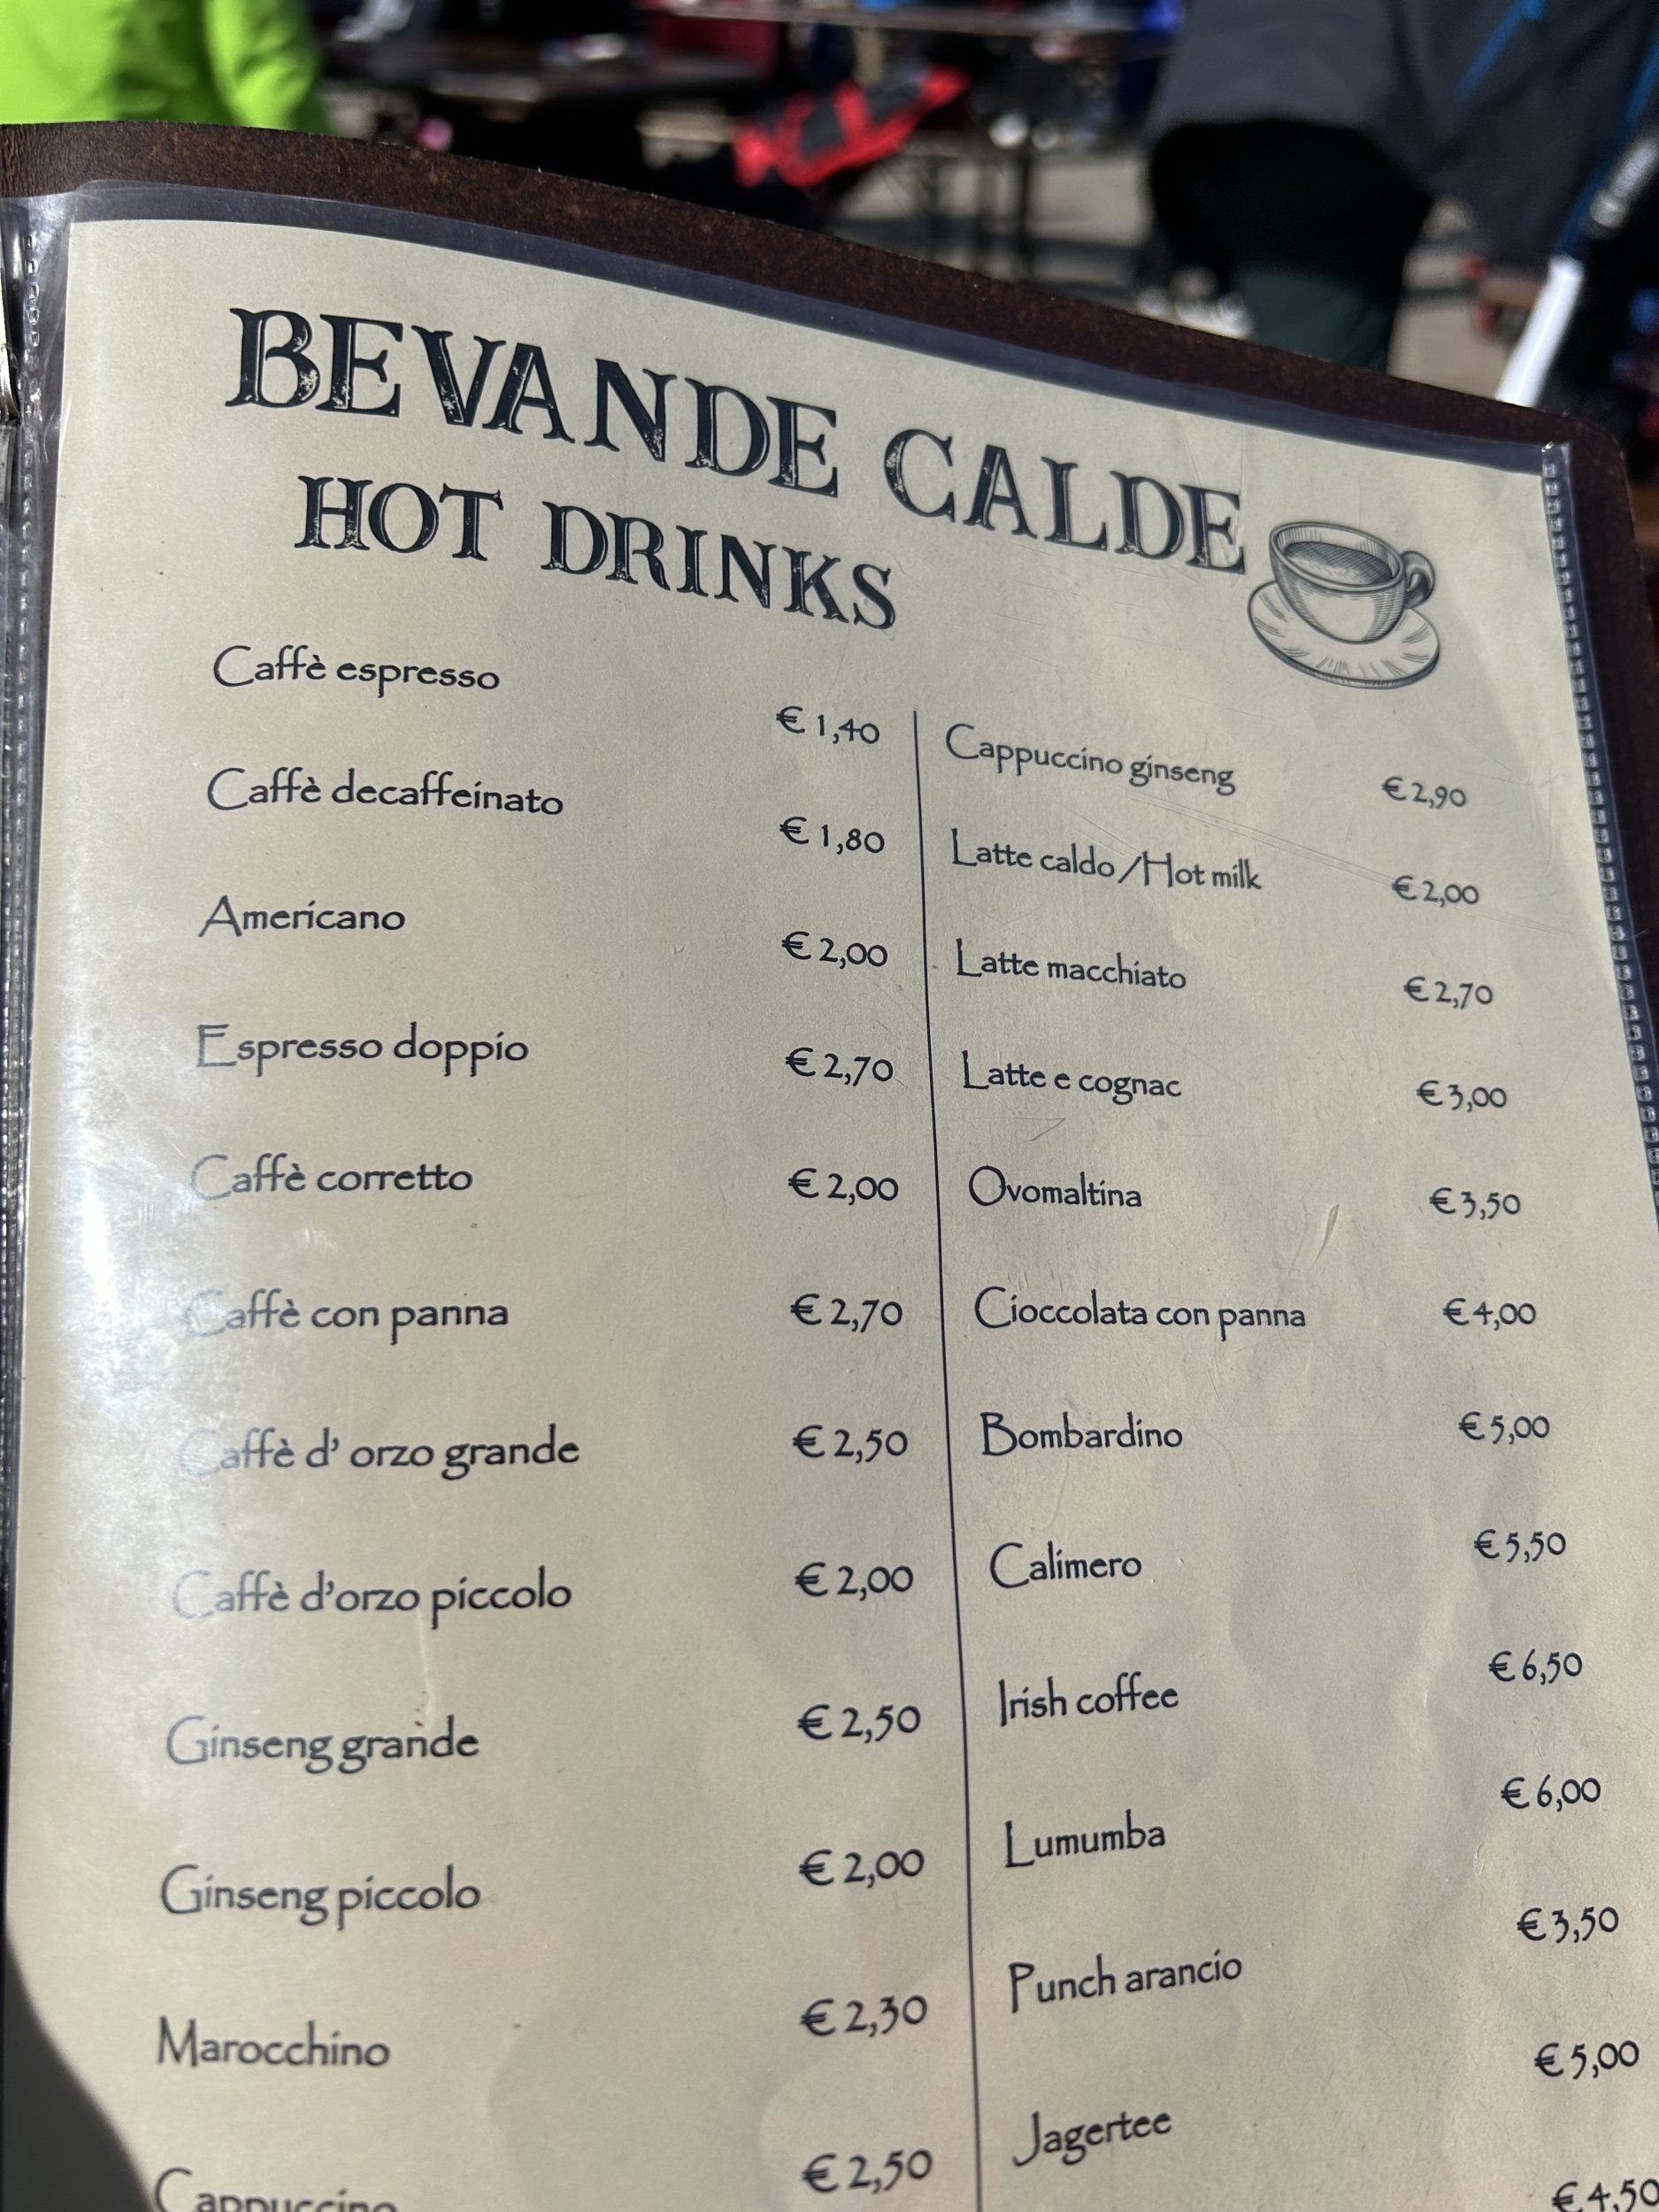 BEVANDE CALDE
HOT DRINKS
Caffè espresso € 1,40
Caffè decaffeinato € 1,80
Americano € 2,00
Espresso doppio € 2,70
Caffè corretto € 2,00
Caffè con panna € 2,70
Caffè d' orzo grande € 2,50
Caffè d'orzo piccolo € 2,00
Ginseng grande € 2,50
Ginseng piccolo € 2,00
Marocchino € 2,30
Cappuccino € 2,50
Cappuccino ginseng € 2,90
Latte caldo /Hot milk € 2,00
Latte macchiato € 2,70
Latte e cognac € 3,00
Ovomaltina € 3,50
Cioccolata con panna € 4,00
Bombardino € 5,00
Calimero € 5,50
Irish coffee € 6,50
Lumumba € 6,00
Punch arancio € 3,50
Jagertee € 5,00
€ 4,50